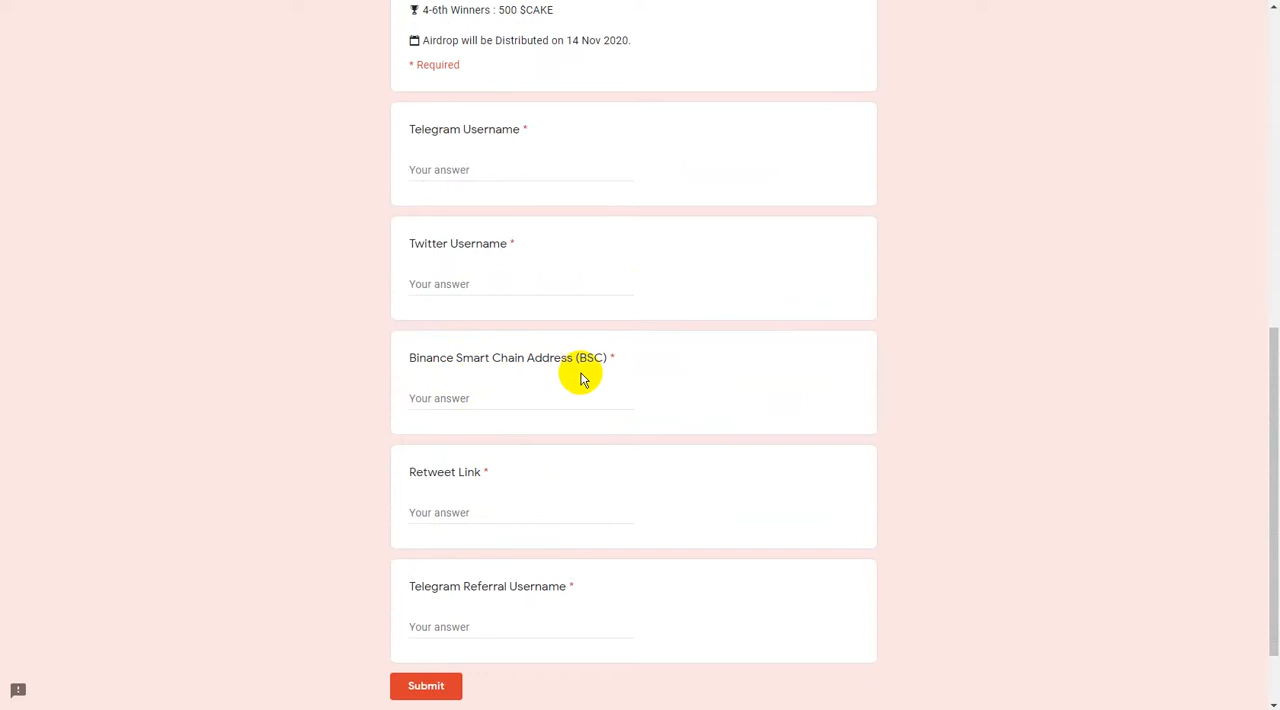 4-6th Winners : 500 $CAKE
Airdrop will be Distributed on 14 Nov 2020.
* Required
Telegram Username *
Your answer
Twitter Username *
Your answer
Binance Smart Chain Address (BSC) *
Your answer
Retweet Link *
Your answer
Telegram Referral Username *
Your answer
Submit